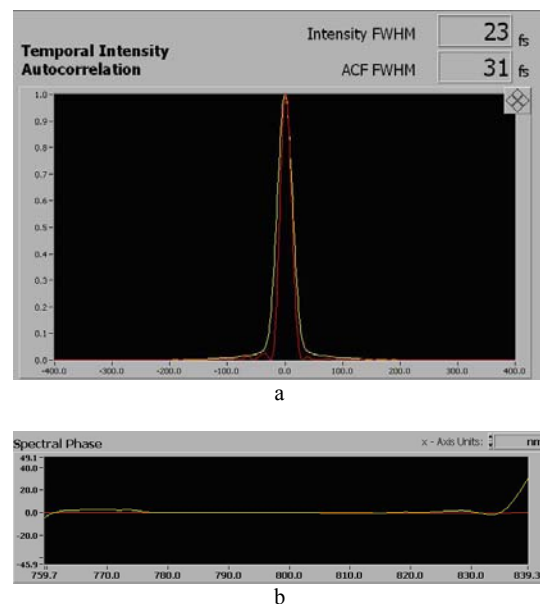 Temporal Intensity
Autocorrelation
Intensity FWHM 23 fs
ACF FWHM 31 fs
1.0
0.9
0.8
0.7
0.6
0.5
0.4
0.3
0.2
0.1
0.0
-400.0 -300.0 -200.0 -100.0 0.0 100.0 200.0 300.0 400.0
a
Spectral Phase x - Axis Units: nm
49.1
40.0
20.0
0.0
-20.0
-45.9
759.7 770.0 780.0 790.0 800.0 810.0 820.0 830.0 839.3
b